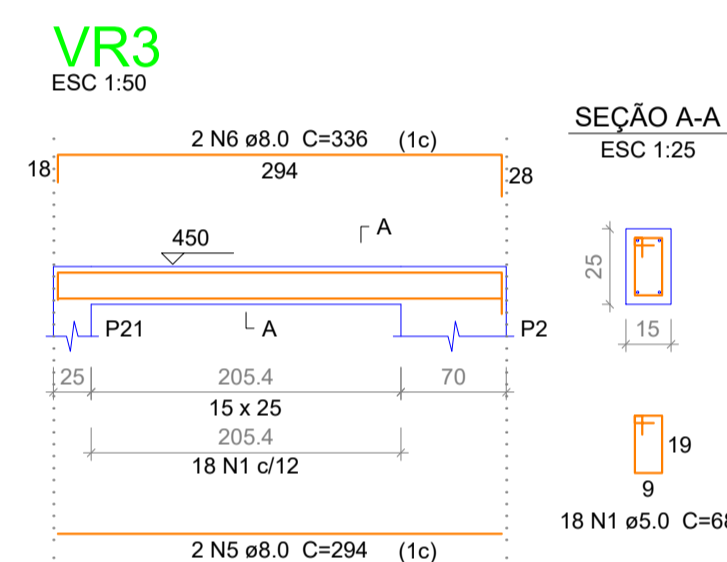 VR3
ESC 1:50
SEÇÃO A-A
ESC 1:25
2 N6 ø8.0 C=336 (1c)
18
294
28
A
450
25
A
P21
P2
15
25
205.4
70
15 x 25
205.4
18 N1 c/12
19
9
18 N1 ø5.0 C=68
2 N5 ø8.0 C=294 (1c)